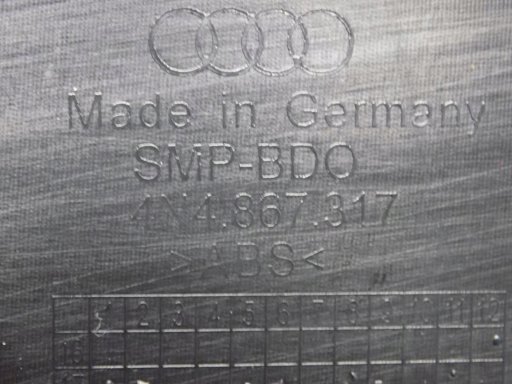 Made in Germany
SMP-BDO
4N4.867.317
>ABS<
2 3 4 5 6 7 8 9 10 11 12